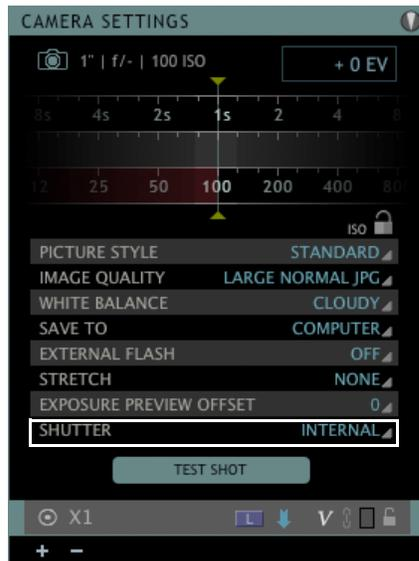 CAMERA SETTINGS
1" | f/- | 100 ISO
+ 0 EV
8s 4s 2s 1s 2 4 8
12 25 50 100 200 400 80
ISO
PICTURE STYLE STANDARD
IMAGE QUALITY LARGE NORMAL JPG
WHITE BALANCE CLOUDY
SAVE TO COMPUTER
EXTERNAL FLASH OFF
STRETCH NONE
EXPOSURE PREVIEW OFFSET 0
SHUTTER INTERNAL
TEST SHOT
X1 L V
+ −